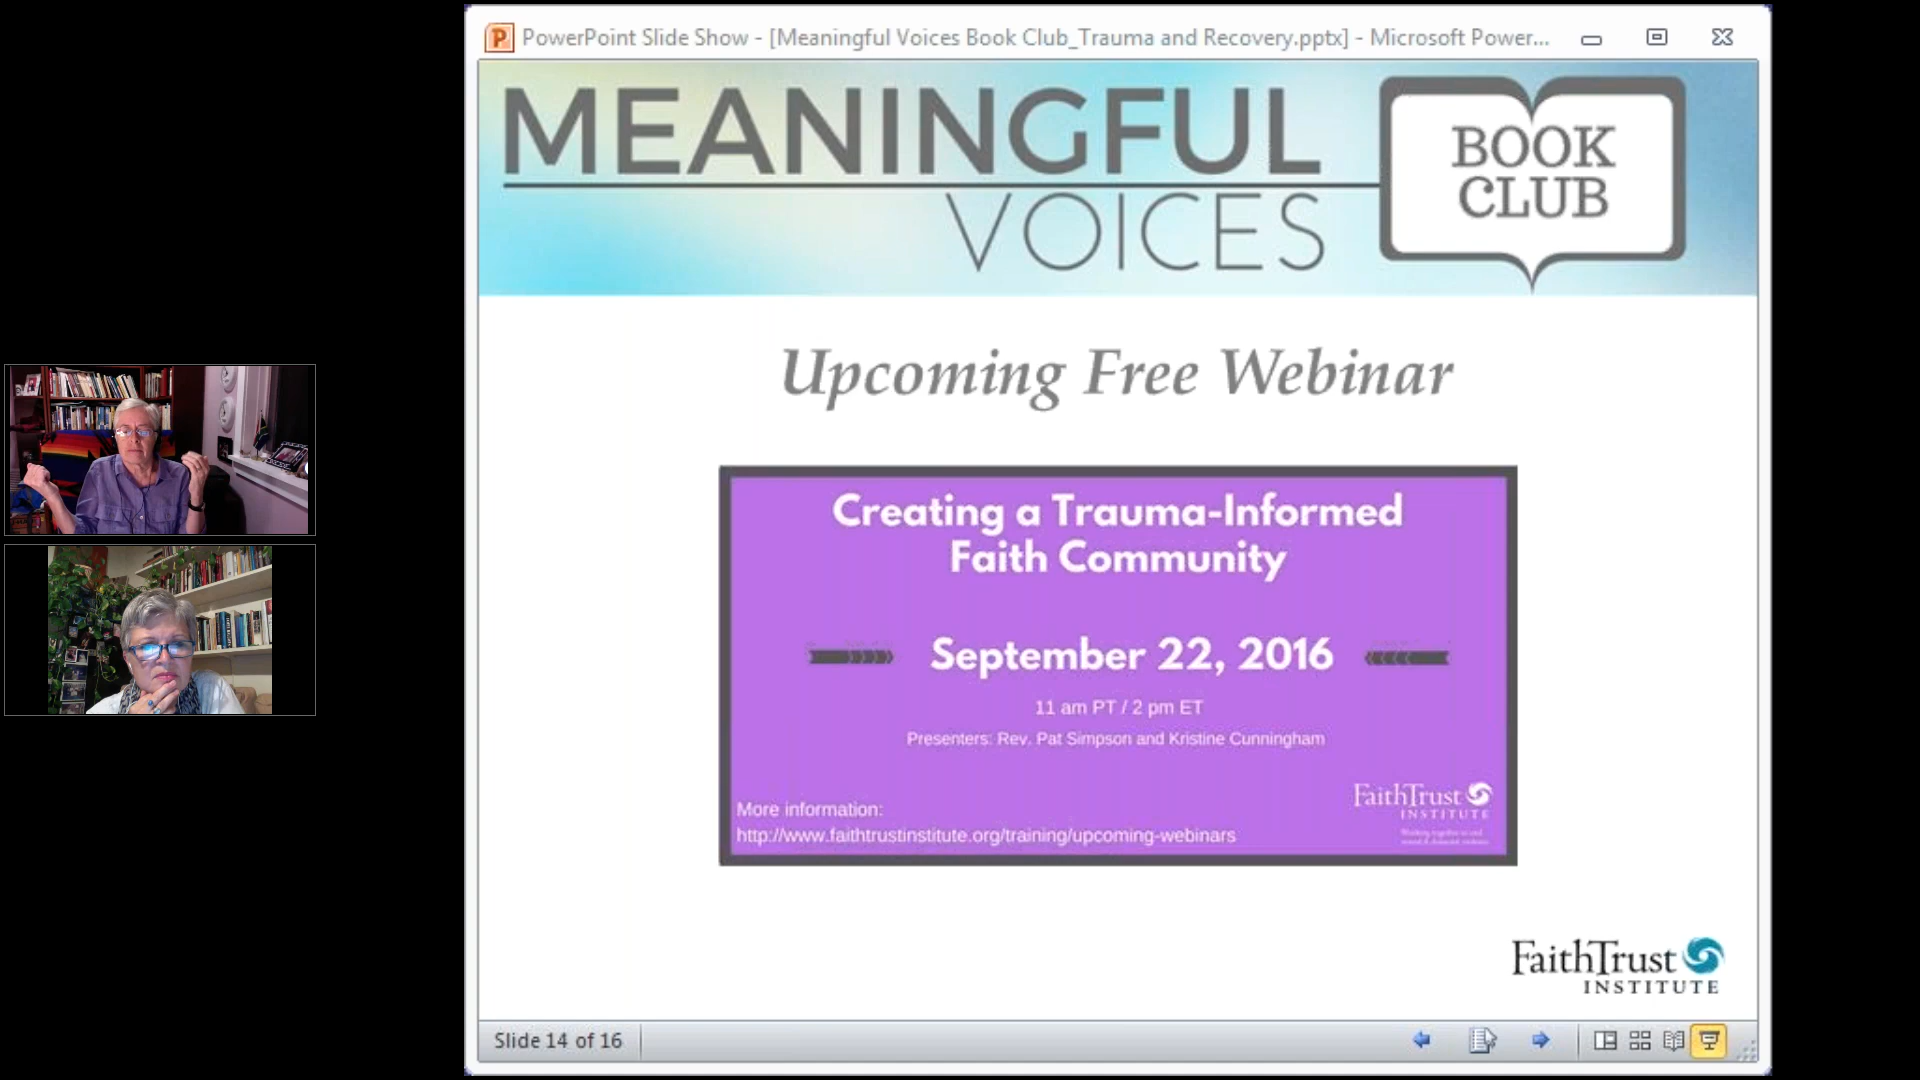 PowerPoint Slide Show - [Meaningful Voices Book Club_Trauma and Recovery.pptx] - Microsoft Power...
MEANINGFUL
VOICES
BOOK
CLUB
Upcoming Free Webinar
Creating a Trauma-Informed
Faith Community
September 22, 2016
11 am PT / 2 pm ET
Presenters: Rev. Pat Simpson and Kristine Cunningham
More information:
http://www.faithtrustinstitute.org/training/upcoming-webinars
FaithTrust
INSTITUTE
FaithTrust
INSTITUTE
Slide 14 of 16